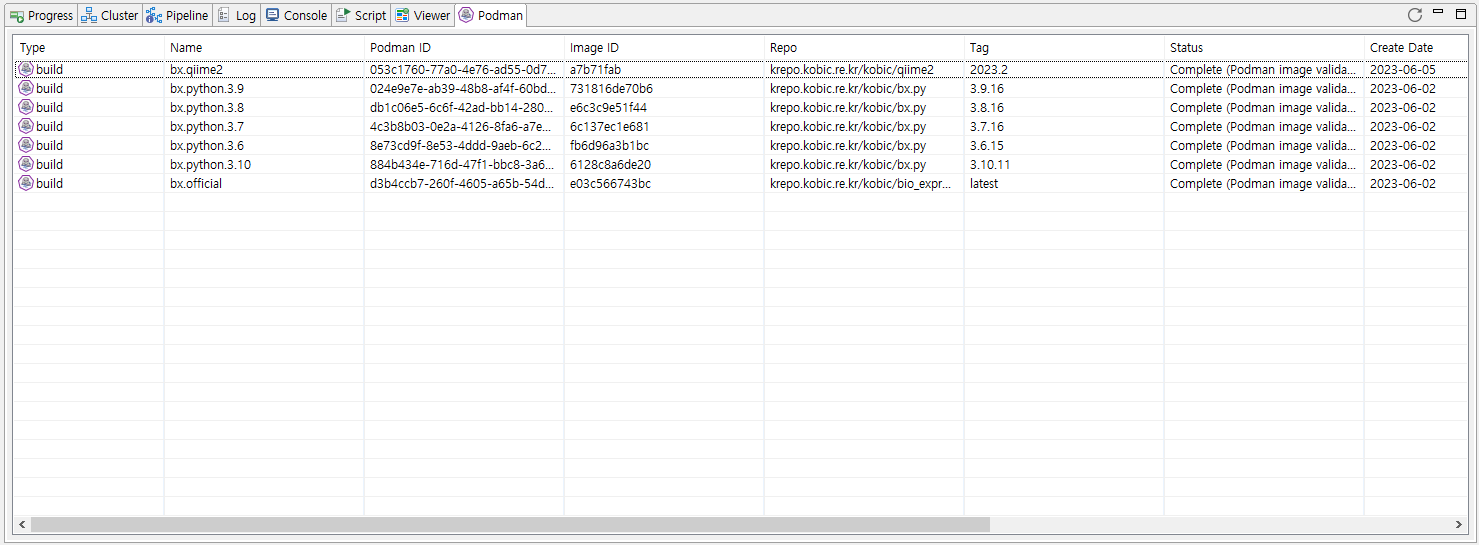 Progress Cluster Pipeline Log Console Script Viewer Podman
Type Name Podman ID Image ID Repo Tag Status Create Date
build bx.qiime2 053c1760-77a0-4e76-ad55-0d7... a7b71fab krepo.kobic.re.kr/kobic/qiime2 2023.2 Complete (Podman image valida... 2023-06-05
build bx.python.3.9 024e9e7e-ab39-48b8-af4f-60bd... 731816de70b6 krepo.kobic.re.kr/kobic/bx.py 3.9.16 Complete (Podman image valida... 2023-06-02
build bx.python.3.8 db1c06e5-6c6f-42ad-bb14-280... e6c3c9e51f44 krepo.kobic.re.kr/kobic/bx.py 3.8.16 Complete (Podman image valida... 2023-06-02
build bx.python.3.7 4c3b8b03-0e2a-4126-8fa6-a7e... 6c137ec1e681 krepo.kobic.re.kr/kobic/bx.py 3.7.16 Complete (Podman image valida... 2023-06-02
build bx.python.3.6 8e73cd9f-8e53-4ddd-9aeb-6c2... fb6d96a3b1bc krepo.kobic.re.kr/kobic/bx.py 3.6.15 Complete (Podman image valida... 2023-06-02
build bx.python.3.10 884b434e-716d-47f1-bbc8-3a6... 6128c8a6de20 krepo.kobic.re.kr/kobic/bx.py 3.10.11 Complete (Podman image valida... 2023-06-02
build bx.official d3b4ccb7-260f-4605-a65b-54d... e03c566743bc krepo.kobic.re.kr/kobic/bio_expr... latest Complete (Podman image valida... 2023-06-02